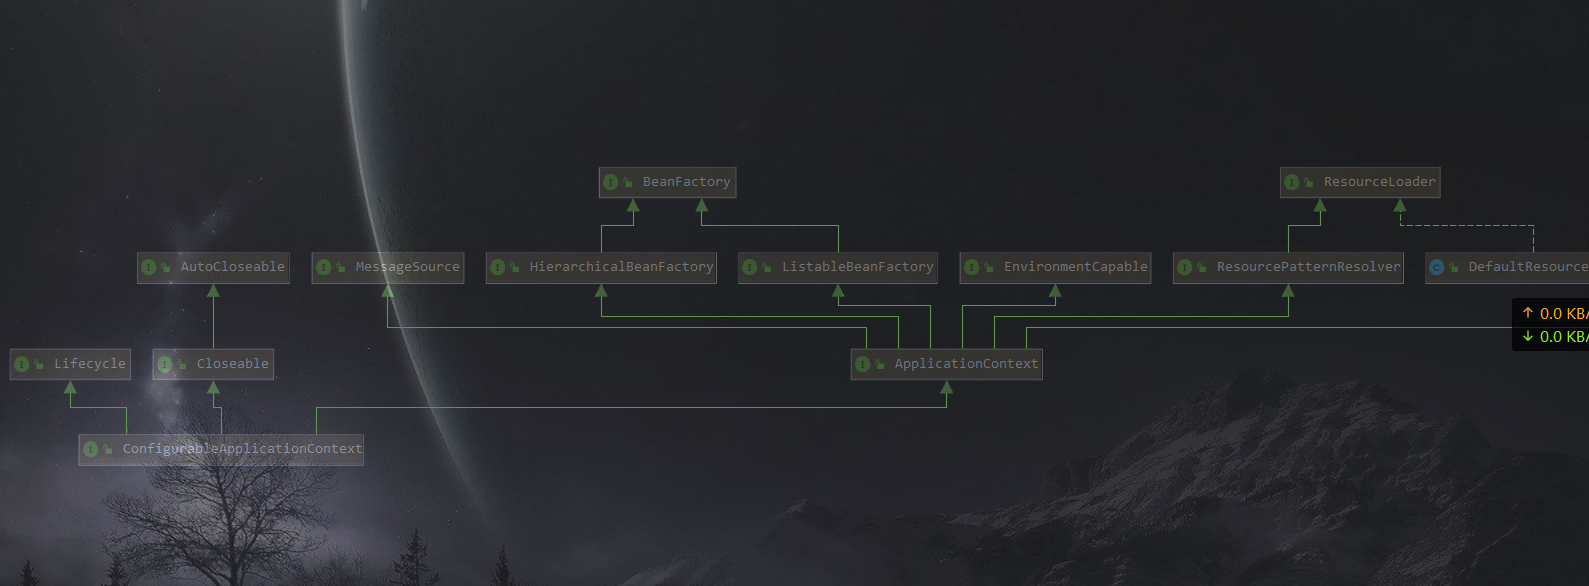 BeanFactory
ResourceLoader
AutoCloseable
MessageSource
HierarchicalBeanFactory
ListableBeanFactory
EnvironmentCapable
ResourcePatternResolver
DefaultResource
↑ 0.0 KB/
↓ 0.0 KB/
Lifecycle
Closeable
ApplicationContext
ConfigurableApplicationContext